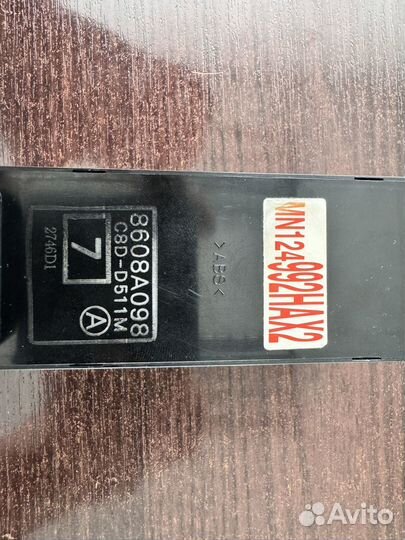 8608A098
C8D-D511M
7
A
2746D1
>ABS<
MN124992HAX2
Avito